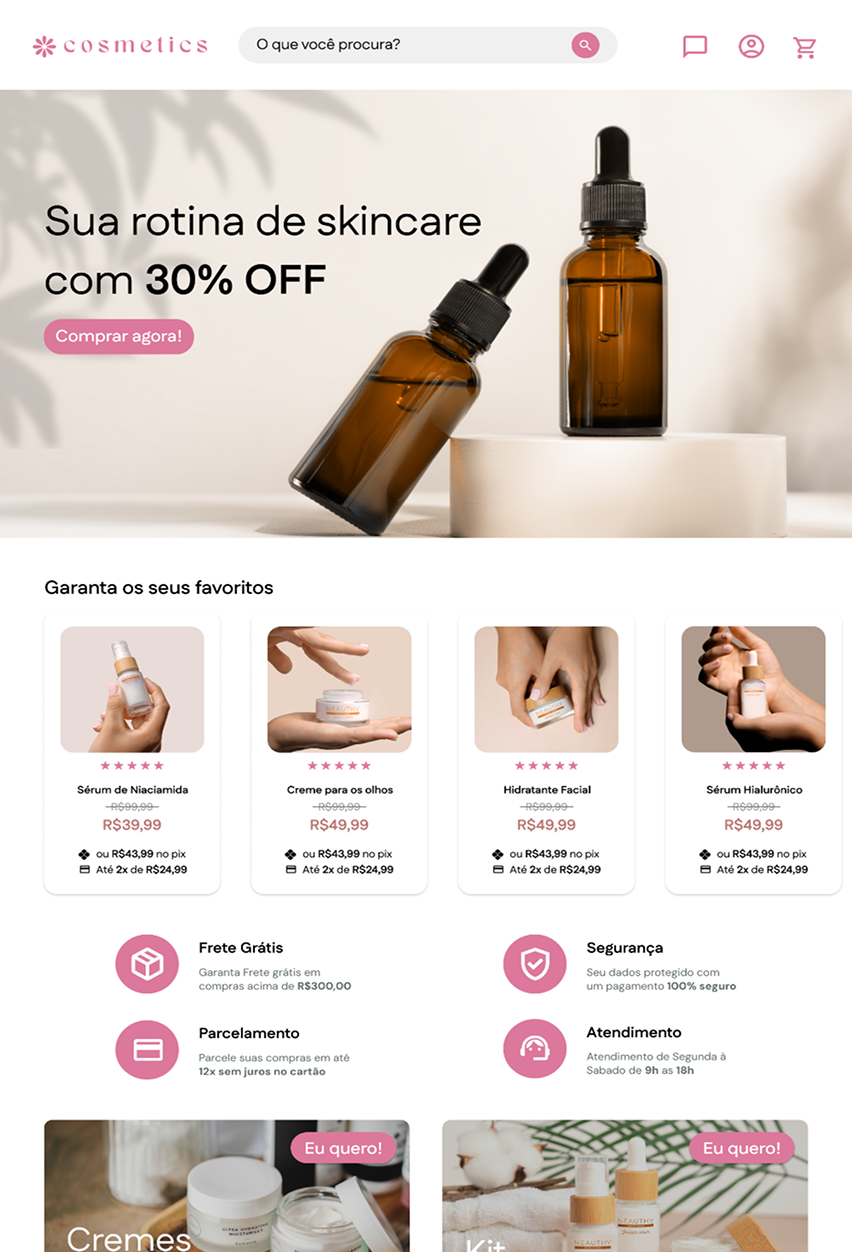 cosmetics
O que você procura?
Sua rotina de skincare
com 30% OFF
Comprar agora!
Garanta os seus favoritos
Sérum de Niaciamida
R$99,99
R$39,99
ou R$43,99 no pix
Até 2x de R$24,99
NEAUTHY
Creme para os olhos
R$99,99
R$49,99
ou R$43,99 no pix
Até 2x de R$24,99
NEAUTHY
Hidratante Facial
R$99,99
R$49,99
ou R$43,99 no pix
Até 2x de R$24,99
Sérum Hialurônico
R$99,99
R$49,99
ou R$43,99 no pix
Até 2x de R$24,99
Frete Grátis
Garanta Frete grátis em
compras acima de R$300,00
Segurança
Seu dados protegido com
um pagamento 100% seguro
Parcelamento
Parcele suas compras em até
12x sem juros no cartão
Atendimento
Atendimento de Segunda à
Sabado de 9h as 18h
Eu quero!
Cremes
Eu quero!
NEAUTHY
Kit